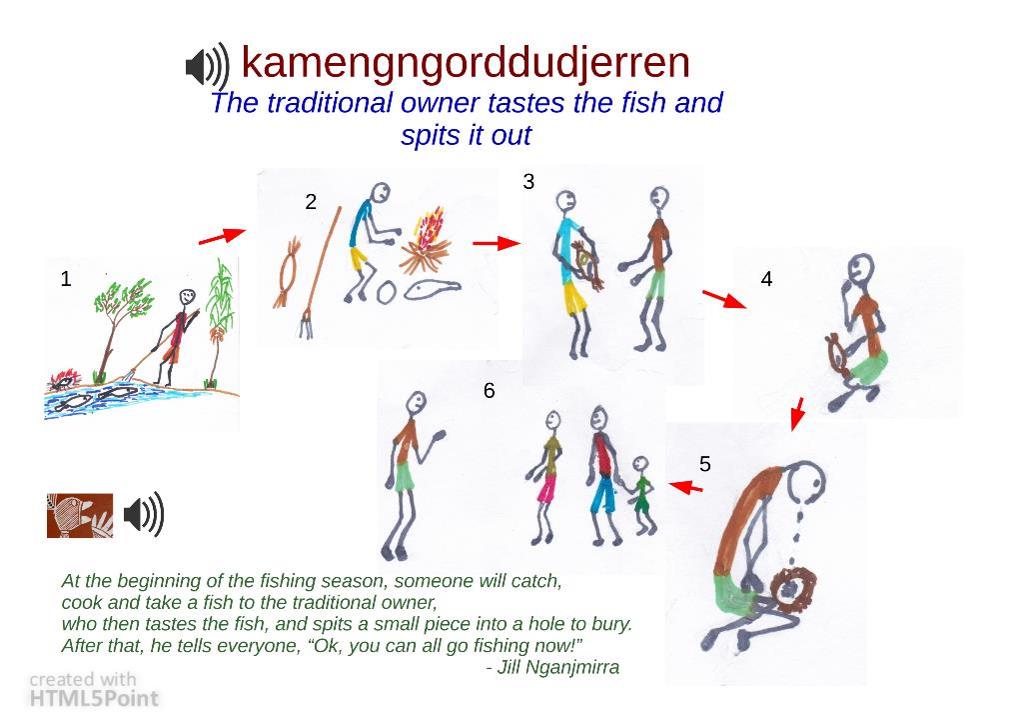 kamengngorddudjerren
The traditional owner tastes the fish and
spits it out
1
2
3
4
5
6
At the beginning of the fishing season, someone will catch,
cook and take a fish to the traditional owner,
who then tastes the fish, and spits a small piece into a hole to bury.
After that, he tells everyone, “Ok, you can all go fishing now!”
- Jill Nganjmirra
created with
HTML5Point